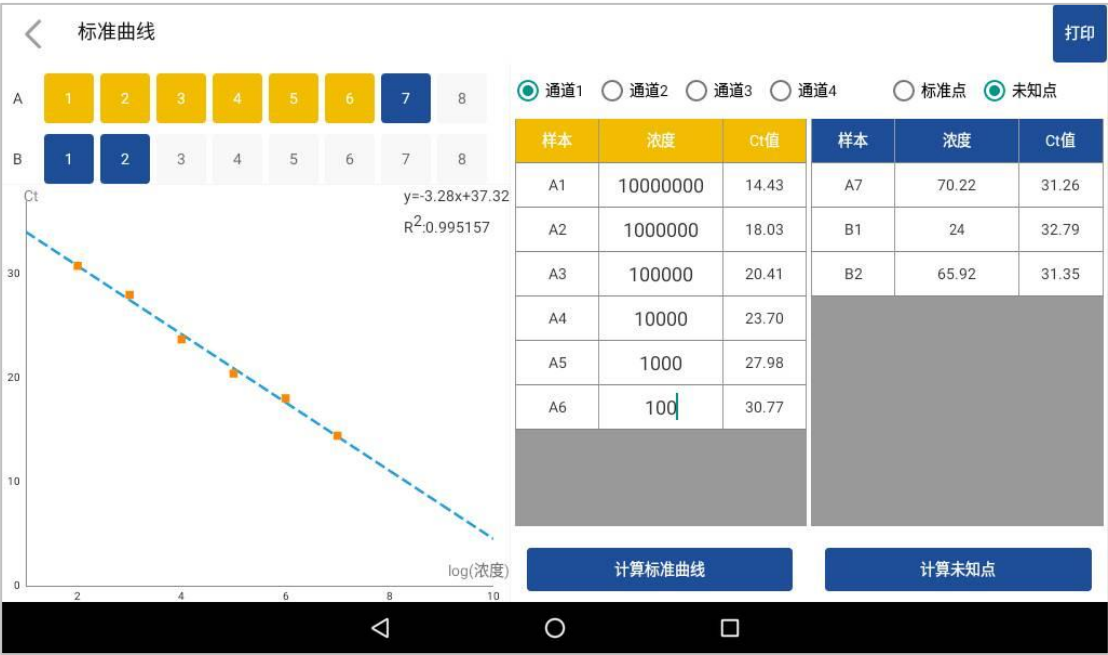 标准曲线
打印
A 1 2 3 4 5 6 7 8
B 1 2 3 4 5 6 7 8
Ct
y=-3.28x+37.32
R²:0.995157
30
20
10
0
2 4 6 8 10
log(浓度)
通道1 通道2 通道3 通道4 标准点 未知点
样本 浓度 Ct值
A1 10000000 14.43
A2 1000000 18.03
A3 100000 20.41
A4 10000 23.70
A5 1000 27.98
A6 100 30.77
样本 浓度 Ct值
A7 70.22 31.26
B1 24 32.79
B2 65.92 31.35
计算标准曲线
计算未知点